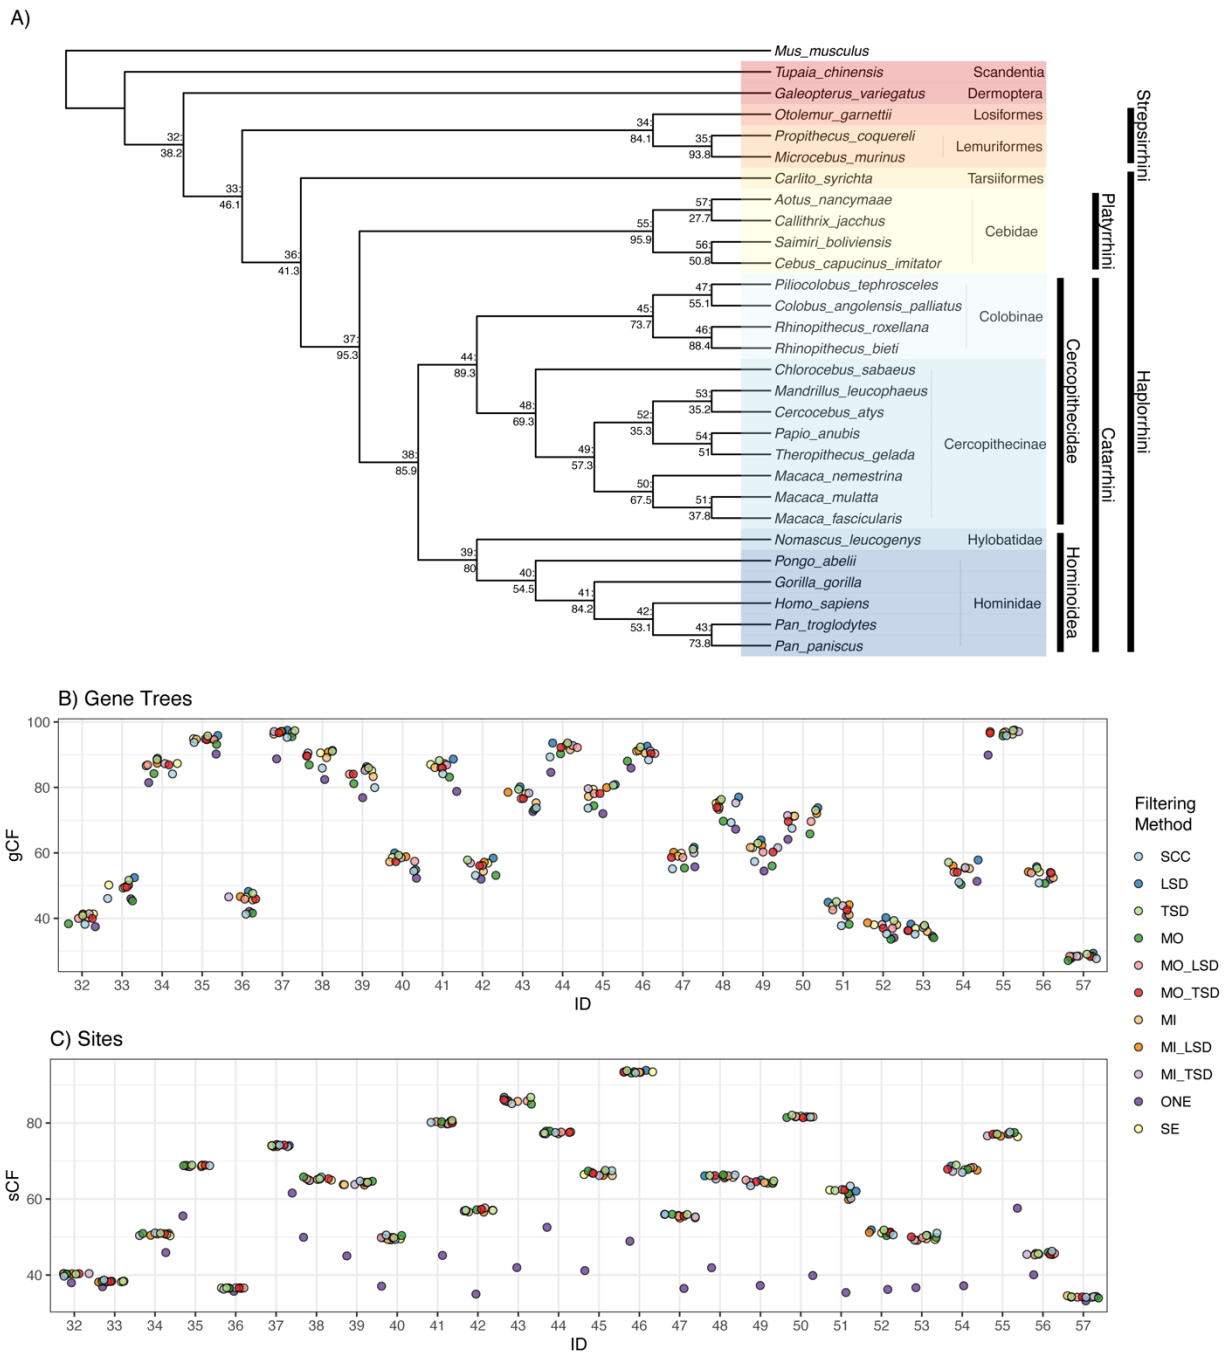 A)
Mus_musculus
Tupaia_chinensis Scandentia
Galeopterus_variegatus Dermoptera
Otolemur_garnettii Losiformes
Propithecus_coquereli
Lemuriformes
Microcebus_murinus
Carlito_syrichta Tarsiiformes
Aotus_nancymaae
Callithrix_jacchus
Cebidae
Saimiri_boliviensis
Cebus_capucinus_imitator
Piliocolobus_tephrosceles
Colobus_angolensis_palliatus
Colobinae
Rhinopithecus_roxellana
Rhinopithecus_bieti
Chlorocebus_sabaeus
Mandrillus_leucophaeus
Cercocebus_atys
Papio_anubis
Cercopithecinae
Theropithecus_gelada
Macaca_nemestrina
Macaca_mulatta
Macaca_fascicularis
Nomascus_leucogenys Hylobatidae
Pongo_abelii
Gorilla_gorilla
Homo_sapiens Hominidae
Pan_troglodytes
Pan_paniscus
Strepsirrhini
Platyrrhini
Haplorrhini
Cercopithecidae
Catarrhini
Hominoidea
32:
38.2
33:
46.1
34:
84.1
35:
93.8
36:
41.3
37:
95.3
55:
95.9
57:
27.7
56:
50.8
38:
85.9
44:
89.3
45:
73.7
47:
55.1
46:
88.4
48:
69.3
49:
57.3
52:
35.3
53:
35.2
54:
51
50:
67.5
51:
37.8
39:
80
40:
54.5
41:
84.2
42:
53.1
43:
73.8
B) Gene Trees
gCF
100
80
60
40
32 33 34 35 36 37 38 39 40 41 42 43 44 45 46 47 48 49 50 51 52 53 54 55 56 57
ID
C) Sites
sCF
80
60
40
32 33 34 35 36 37 38 39 40 41 42 43 44 45 46 47 48 49 50 51 52 53 54 55 56 57
ID
Filtering
Method
SCC
LSD
TSD
MO
MO_LSD
MO_TSD
MI
MI_LSD
MI_TSD
ONE
SE